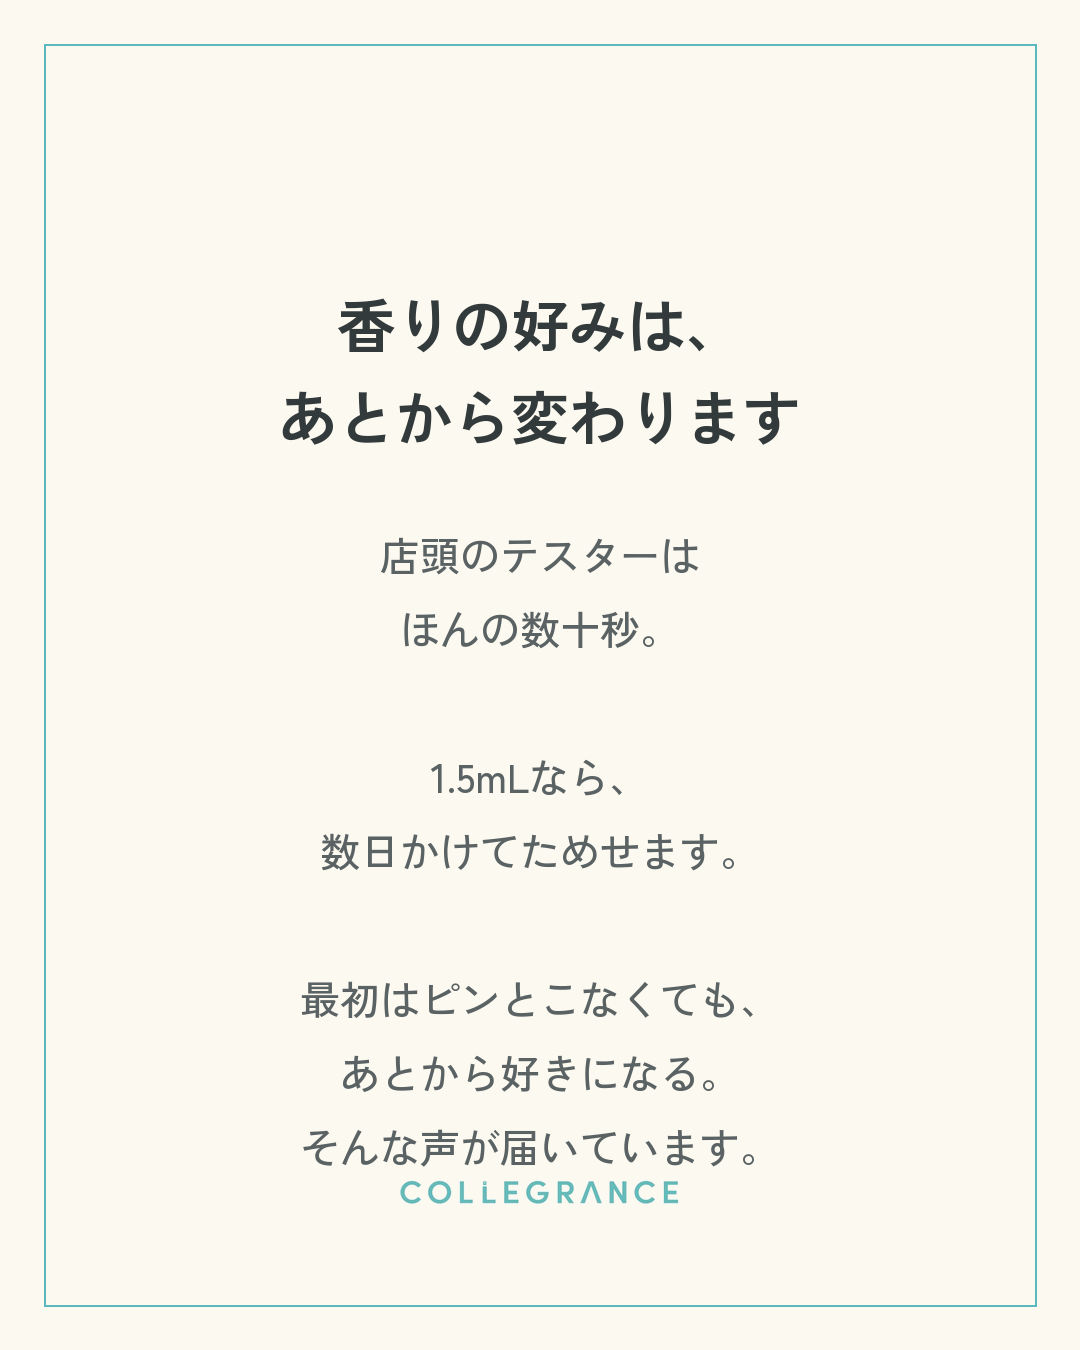 香りの好みは、
あとから変わります
店頭のテスターは
ほんの数十秒。
1.5mLなら、
数日かけてためせます。
最初はピンとこなくても、
あとから好きになる。
そんな声が届いています。
COLLEGRANCE